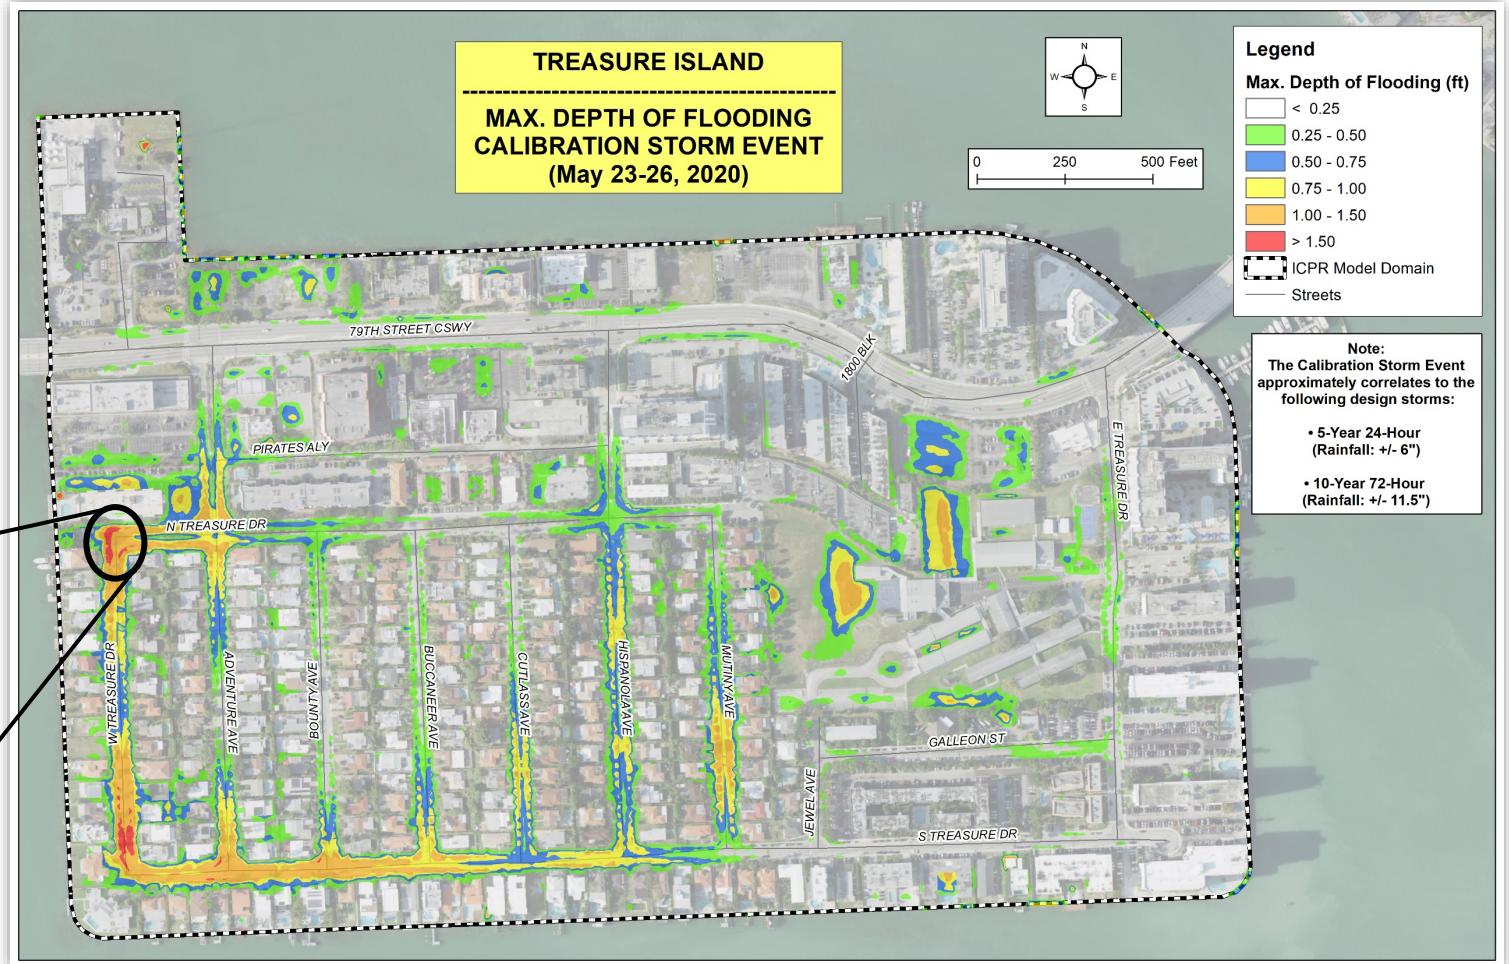 TREASURE ISLAND
MAX. DEPTH OF FLOODING
CALIBRATION STORM EVENT
(May 23-26, 2020)
N
W
E
S
0
250
500 Feet
Legend
Max. Depth of Flooding (ft)
< 0.25
0.25 - 0.50
0.50 - 0.75
0.75 - 1.00
1.00 - 1.50
> 1.50
ICPR Model Domain
Streets
Note:
The Calibration Storm Event
approximately correlates to the
following design storms:
• 5-Year 24-Hour
(Rainfall: +/- 6")
• 10-Year 72-Hour
(Rainfall: +/- 11.5")
79TH STREET CSWY
1800 BLK
PIRATES ALY
N TREASURE DR
E TREASURE DR
W TREASURE DR
ADVENTURE AVE
BOUNTY AVE
BUCCANEER AVE
CUTLASS AVE
HISPANOLA AVE
MUTINY AVE
GALLEON ST
JEWEL AVE
S TREASURE DR